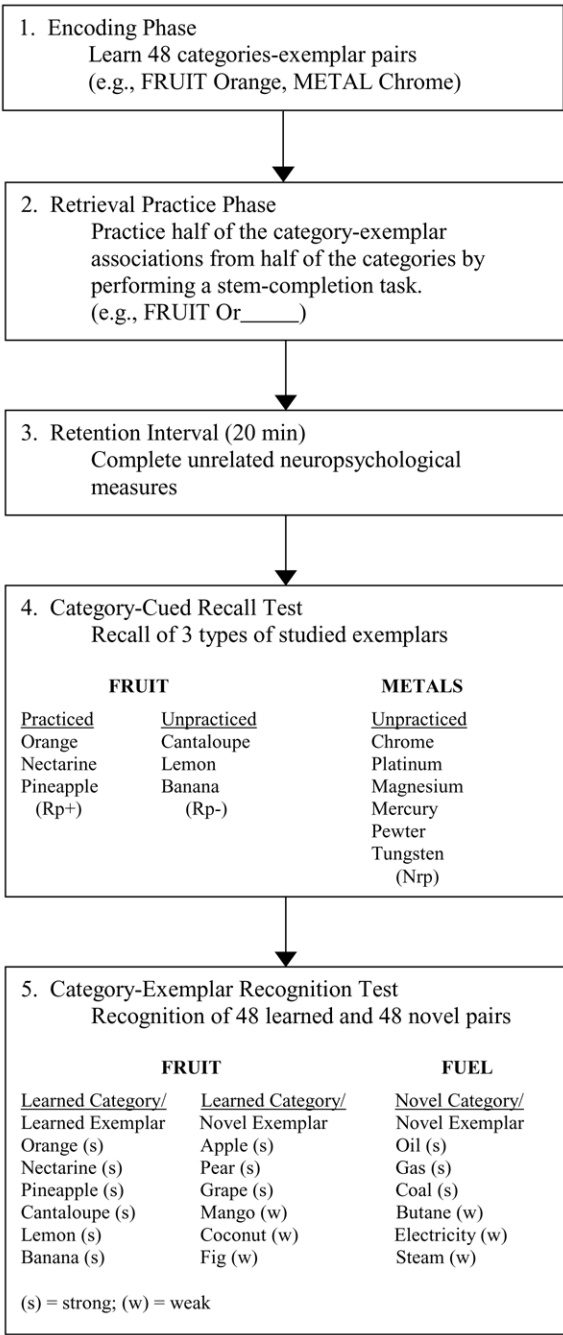 1. Encoding Phase
Learn 48 categories-exemplar pairs
(e.g., FRUIT Orange, METAL Chrome)
2. Retrieval Practice Phase
Practice half of the category-exemplar
associations from half of the categories by
performing a stem-completion task.
(e.g., FRUIT Or_____)
3. Retention Interval (20 min)
Complete unrelated neuropsychological
measures
4. Category-Cued Recall Test
Recall of 3 types of studied exemplars
FRUIT METALS
Practiced Unpracticed Unpracticed
Orange Cantaloupe Chrome
Nectarine Lemon Platinum
Pineapple Banana Magnesium
(Rp+) (Rp-) Mercury
Pewter
Tungsten
(Nrp)
5. Category-Exemplar Recognition Test
Recognition of 48 learned and 48 novel pairs
FRUIT FUEL
Learned Category/ Learned Category/ Novel Category/
Learned Exemplar Novel Exemplar Novel Exemplar
Orange (s) Apple (s) Oil (s)
Nectarine (s) Pear (s) Gas (s)
Pineapple (s) Grape (s) Coal (s)
Cantaloupe (s) Mango (w) Butane (w)
Lemon (s) Coconut (w) Electricity (w)
Banana (s) Fig (w) Steam (w)
(s) = strong; (w) = weak